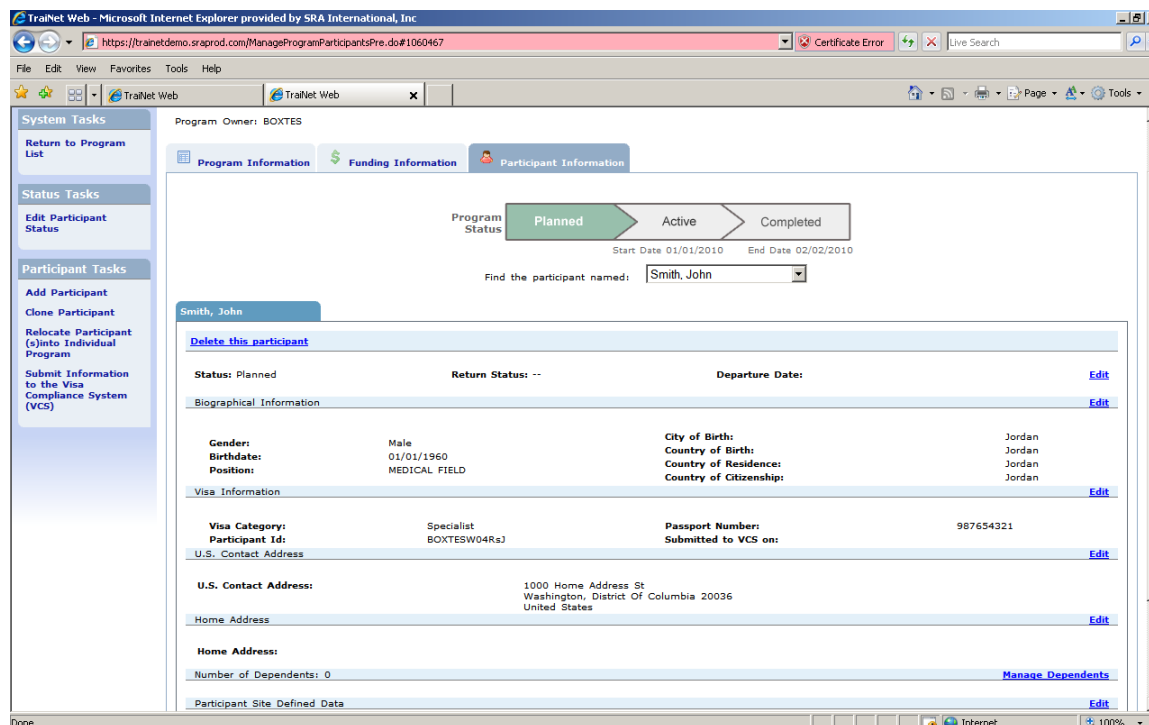 TraiNet Web - Microsoft Internet Explorer provided by SRA International, Inc
https://trainetdemo.sraprod.com/ManageProgramParticipantsPre.do#1060467
Certificate Error
Live Search
File Edit View Favorites Tools Help
TraiNet Web
TraiNet Web
Page
Tools
System Tasks
Return to Program
List
Status Tasks
Edit Participant
Status
Participant Tasks
Add Participant
Clone Participant
Relocate Participant
(s)into Individual
Program
Submit Information
to the Visa
Compliance System
(VCS)
Program Owner: BOXTES
Program Information
Funding Information
Participant Information
Program
Status
Planned
Active
Completed
Start Date 01/01/2010 End Date 02/02/2010
Find the participant named: Smith, John
Smith, John
Delete this participant
Status: Planned Return Status: -- Departure Date: Edit
Biographical Information Edit
Gender: Male
Birthdate: 01/01/1960
Position: MEDICAL FIELD
City of Birth: Jordan
Country of Birth: Jordan
Country of Residence: Jordan
Country of Citizenship: Jordan
Visa Information Edit
Visa Category: Specialist Passport Number: 987654321
Participant Id: BOXTESW04RsJ Submitted to VCS on:
U.S. Contact Address Edit
U.S. Contact Address: 1000 Home Address St
Washington, District Of Columbia 20036
United States
Home Address Edit
Home Address:
Number of Dependents: 0 Manage Dependents
Participant Site Defined Data Edit
Done Internet 100%